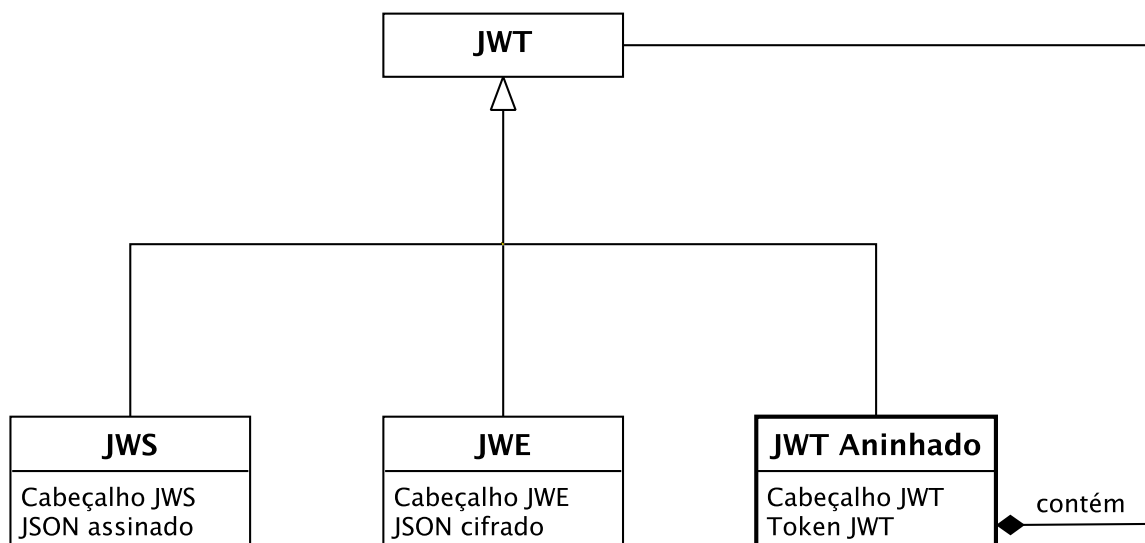 JWT
JWS
Cabeçalho JWS
JSON assinado
JWE
Cabeçalho JWE
JSON cifrado
JWT Aninhado
Cabeçalho JWT
Token JWT
contém